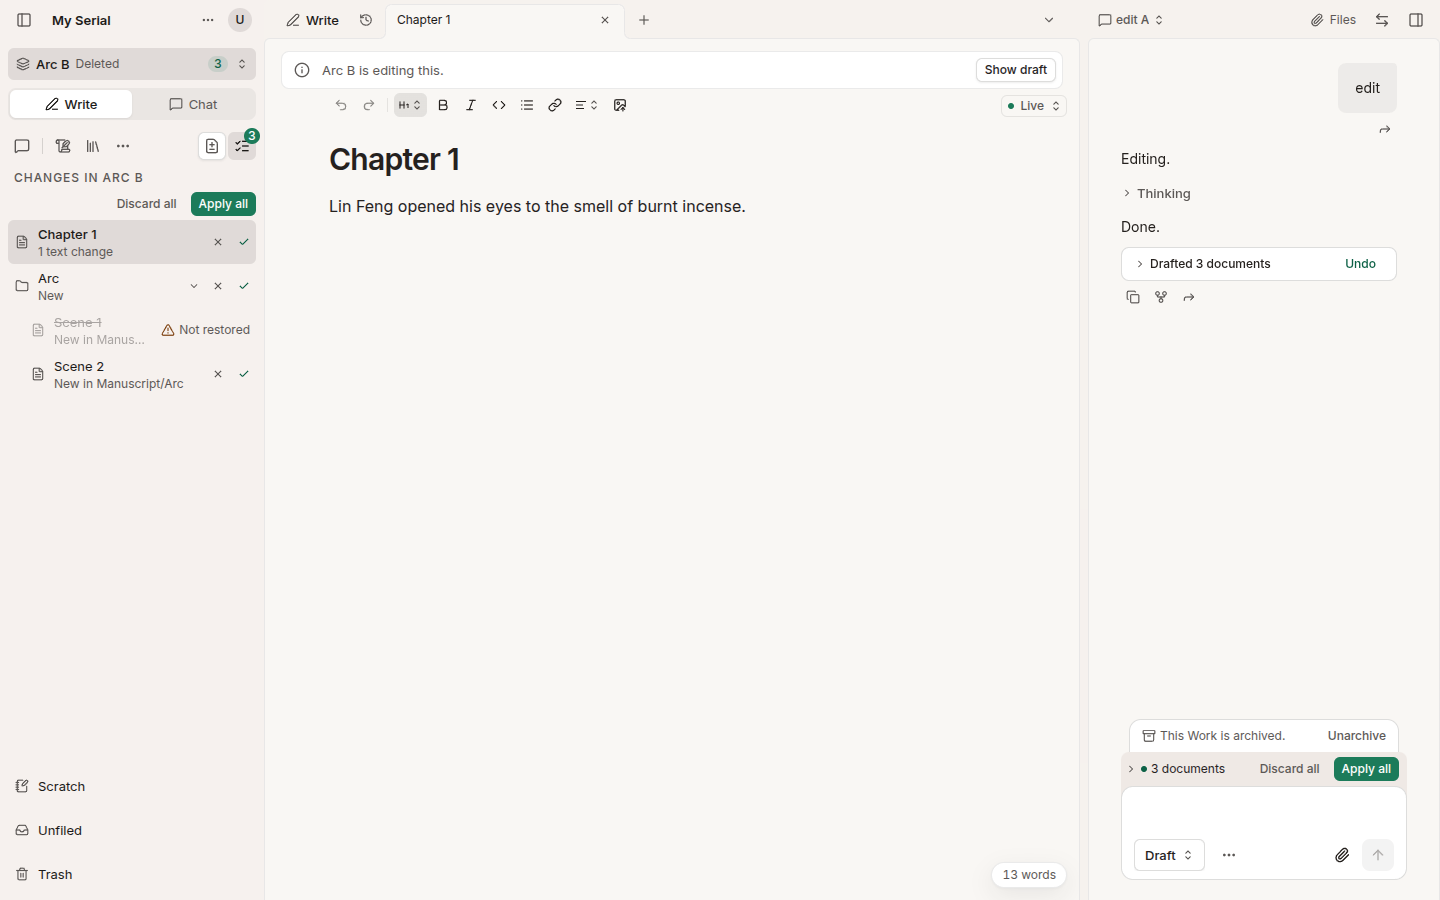 My Serial
U
Write
Chapter 1
edit A
Files
Arc B Deleted 3
Arc B is editing this.
Show draft
Write
Chat
H1
Live
3
CHANGES IN ARC B
Discard all
Apply all
Chapter 1
1 text change
Arc
New
Scene 1
New in Manus...
Not restored
Scene 2
New in Manuscript/Arc
Scratch
Unfiled
Trash
Chapter 1
Lin Feng opened his eyes to the smell of burnt incense.
13 words
edit
Editing.
Thinking
Done.
Drafted 3 documents
Undo
This Work is archived.
Unarchive
3 documents
Discard all
Apply all
Draft